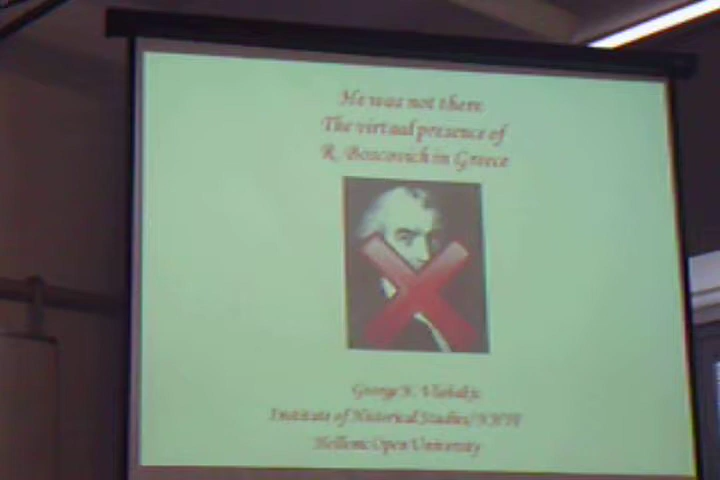 He was not there
The virtual presence of
R. Boscovich in Greece
George N. Vlahakis
Institute of Historical Studies/NHRF
Hellenic Open University